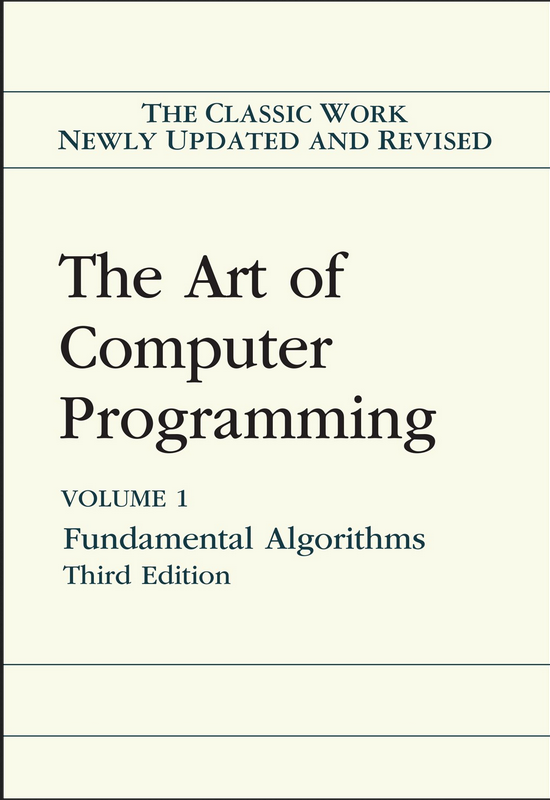 THE CLASSIC WORK
NEWLY UPDATED AND REVISED
The Art of
Computer
Programming
VOLUME 1
Fundamental Algorithms
Third Edition